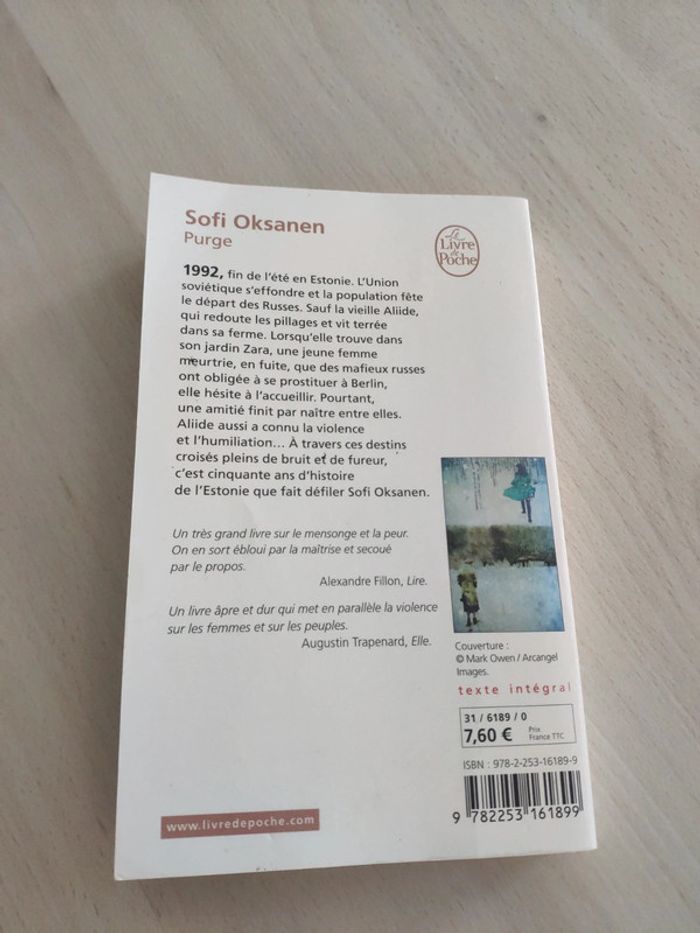 Sofi Oksanen
Purge
Le
Livre
de
Poche
1992, fin de l'été en Estonie. L'Union
soviétique s'effondre et la population fête
le départ des Russes. Sauf la vieille Aliide,
qui redoute les pillages et vit terrée
dans sa ferme. Lorsqu'elle trouve dans
son jardin Zara, une jeune femme
meurtrie, en fuite, que des mafieux russes
ont obligée à se prostituer à Berlin,
elle hésite à l'accueillir. Pourtant,
une amitié finit par naître entre elles.
Aliide aussi a connu la violence
et l'humiliation... À travers ces destins
croisés pleins de bruit et de fureur,
c'est cinquante ans d'histoire
de l'Estonie que fait défiler Sofi Oksanen.
Un très grand livre sur le mensonge et la peur.
On en sort ébloui par la maîtrise et secoué
par le propos.
Alexandre Fillon, Lire.
Un livre âpre et dur qui met en parallèle la violence
sur les femmes et sur les peuples.
Augustin Trapenard, Elle.
Couverture :
© Mark Owen / Arcangel
Images.
texte intégral
31 / 6189 / 0
7,60 € Prix
France TTC
ISBN : 978-2-253-16189-9
9 782253 161899
www.livredepoche.com